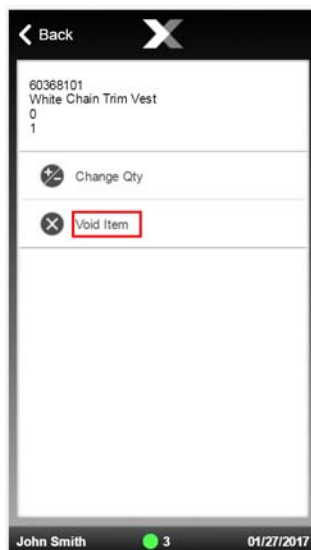 Back
60368101
White Chain Trim Vest
0
1
Change Qty
Void Item
John Smith 3 01/27/2017